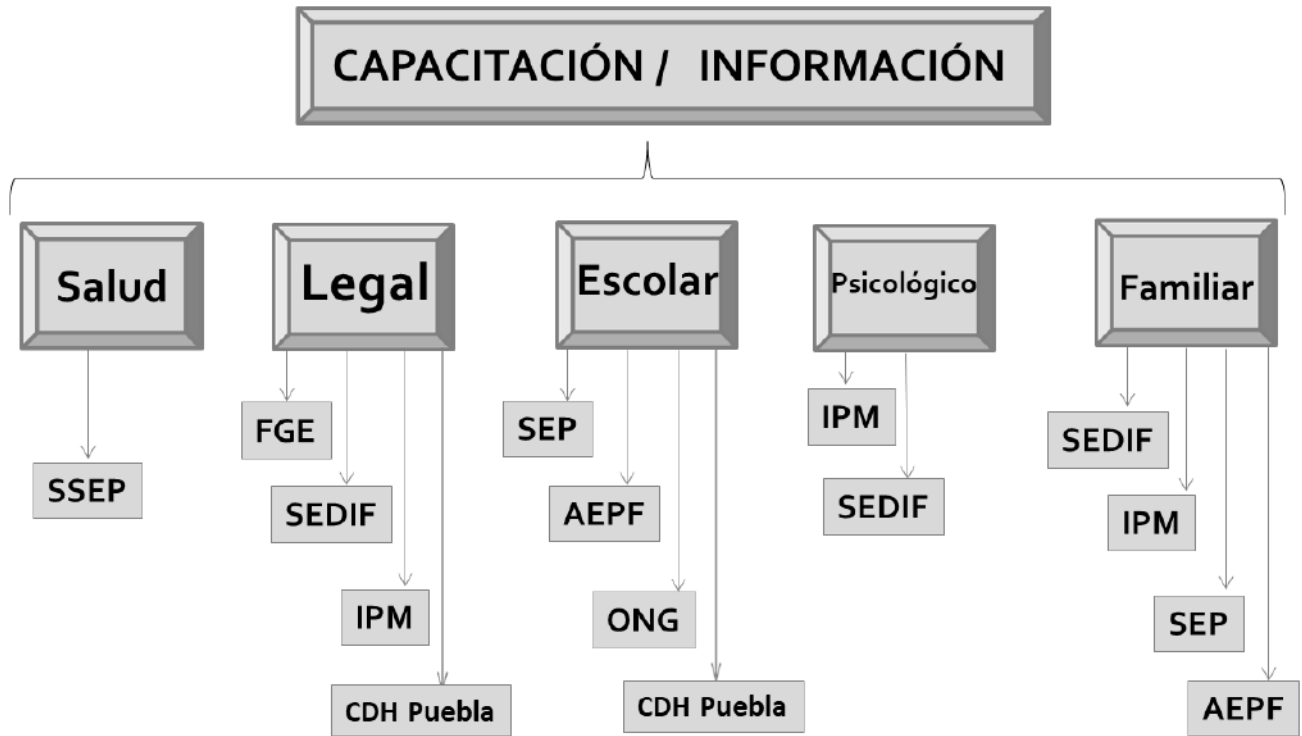 CAPACITACIÓN / INFORMACIÓN
Salud
Legal
Escolar
Psicológico
Familiar
SSEP
FGE
SEDIF
IPM
CDH Puebla
SEP
AEPF
ONG
CDH Puebla
IPM
SEDIF
SEDIF
IPM
SEP
AEPF